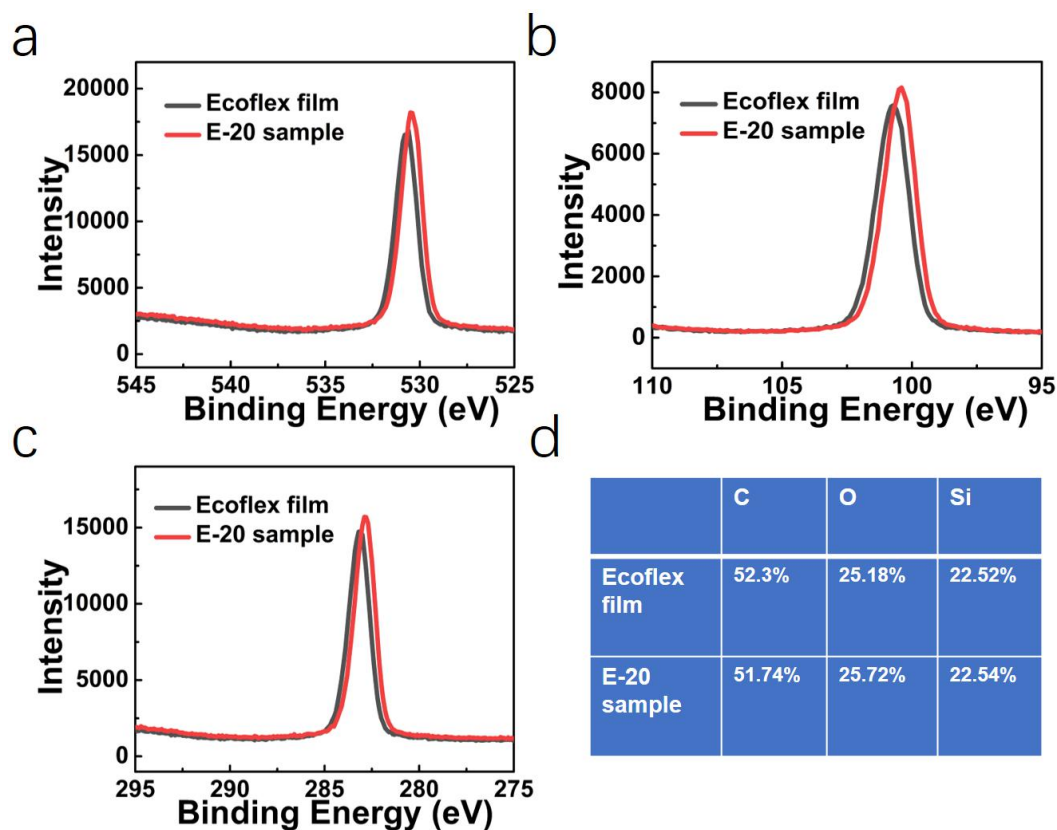 a
20000
15000
10000
5000
0
Intensity
Ecoflex film
E-20 sample
545 540 535 530 525
Binding Energy (eV)
b
8000
6000
4000
2000
0
Intensity
Ecoflex film
E-20 sample
110 105 100 95
Binding Energy (eV)
c
15000
10000
5000
0
Intensity
Ecoflex film
E-20 sample
295 290 285 280 275
Binding Energy (eV)
d
C O Si
Ecoflex 52.3% 25.18% 22.52%
film
E-20 51.74% 25.72% 22.54%
sample